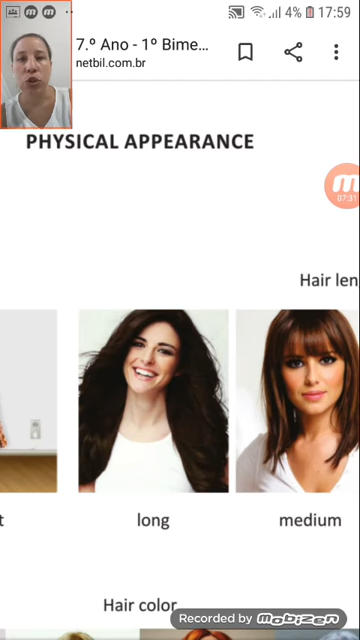 4% 17:59
7.º Ano - 1º Bime...
netbil.com.br
PHYSICAL APPEARANCE
07:31
Hair len
t long medium
Hair color
Recorded by mobizen